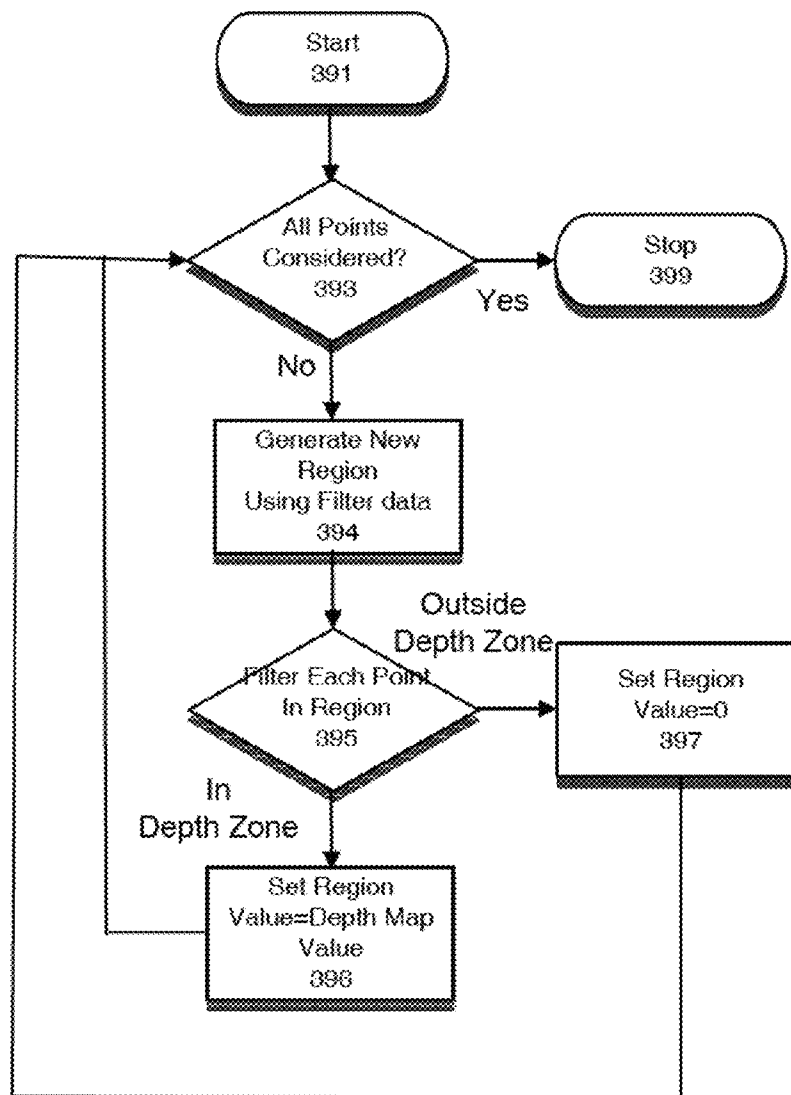 Start
391
All Points
Considered?
393
Yes
Stop
399
No
Generate New
Region
Using Filter data
394
Filter Each Point
In Region
395
Outside
Depth Zone
Set Region
Value=0
397
In
Depth Zone
Set Region
Value=Depth Map
Value
396